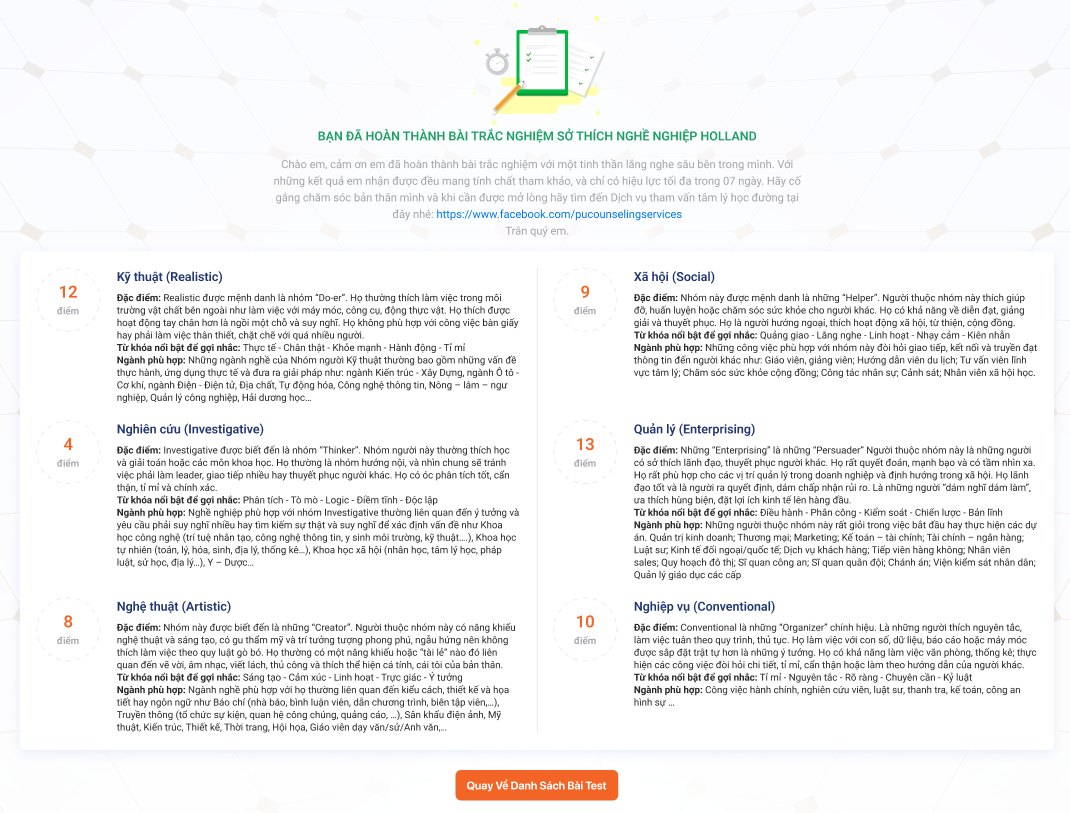 BẠN ĐÃ HOÀN THÀNH BÀI TRẮC NGHIỆM SỞ THÍCH NGHỀ NGHIỆP HOLLAND
Chào em, cảm ơn em đã hoàn thành bài trắc nghiệm với một tinh thần lắng nghe sâu bên trong mình. Với
những kết quả em nhận được đều mang tính chất tham khảo, và chỉ có hiệu lực tối đa trong 07 ngày. Hãy cố
gắng chăm sóc bản thân mình và khi cần được mở lòng hãy tìm đến Dịch vụ tham vấn tâm lý học đường tại
đây nhé: https://www.facebook.com/pucounselingservices
Trân quý em.
12
điểm
Kỹ thuật (Realistic)
Đặc điểm: Realistic được mệnh danh là nhóm “Do-er”. Họ thường thích làm việc trong môi
trường vật chất bên ngoài như làm việc với máy móc, công cụ, động thực vật. Họ thích được
hoạt động tay chân hơn là ngồi một chỗ và suy nghĩ. Họ không phù hợp với công việc bàn giấy
hay phải làm việc thân thiết, chặt chẽ với quá nhiều người.
Từ khóa nổi bật để gợi nhắc: Thực tế - Chân thật - Khỏe mạnh - Hành động - Tỉ mỉ
Ngành phù hợp: Những ngành nghề của Nhóm người Kỹ thuật thường bao gồm những vấn đề
thực hành, ứng dụng thực tế và đưa ra giải pháp như: ngành Kiến trúc - Xây Dựng, ngành Ô tô -
Cơ khí, ngành Điện - Điện tử, Địa chất, Tự động hóa, Công nghệ thông tin, Nông – lâm – ngư
nghiệp, Quản lý công nghiệp, Hải dương học…
4
điểm
Nghiên cứu (Investigative)
Đặc điểm: Investigative được biết đến là nhóm “Thinker”. Nhóm người này thường thích học
và giải toán hoặc các môn khoa học. Họ thường là nhóm hướng nội, và nhìn chung sẽ tránh
việc phải làm leader, giao tiếp nhiều hay thuyết phục người khác. Họ có óc phân tích tốt, cẩn
thận, tỉ mỉ và chính xác.
Từ khóa nổi bật để gợi nhắc: Phân tích - Tò mò - Logic - Điềm tĩnh - Độc lập
Ngành phù hợp: Nghề nghiệp phù hợp với nhóm Investigative thường liên quan đến ý tưởng và
yêu cầu phải suy nghĩ nhiều hay tìm kiếm sự thật và suy nghĩ để xác định vấn đề như Khoa
học công nghệ (trí tuệ nhân tạo, công nghệ thông tin, y sinh môi trường, kỹ thuật….), Khoa học
tự nhiên (toán, lý, hóa, sinh, địa lý, thống kê…), Khoa học xã hội (nhân học, tâm lý học, pháp
luật, sử học, địa lý…), Y – Dược…
8
điểm
Nghệ thuật (Artistic)
Đặc điểm: Nhóm này được biết đến là những “Creator”. Người thuộc nhóm này có năng khiếu
nghệ thuật và sáng tạo, có gu thẩm mỹ và trí tưởng tượng phong phú, ngẫu hứng nên không
thích làm việc theo quy luật gò bó. Họ thường có một năng khiếu hoặc “tài lẻ” nào đó liên
quan đến vẽ vời, âm nhạc, viết lách, thủ công và thích thể hiện cá tính, cái tôi của bản thân.
Từ khóa nổi bật để gợi nhắc: Sáng tạo - Cảm xúc - Linh hoạt - Trực giác - Ý tưởng
Ngành phù hợp: Ngành nghề phù hợp với họ thường liên quan đến kiểu cách, thiết kế và họa
tiết hay ngôn ngữ như Báo chí (nhà báo, bình luận viên, dẫn chương trình, biên tập viên,…),
Truyền thông (tổ chức sự kiện, quan hệ công chúng, quảng cáo, …), Sân khấu điện ảnh, Mỹ
thuật, Kiến trúc, Thiết kế, Thời trang, Hội họa, Giáo viên dạy văn/sử/Anh văn,…
9
điểm
Xã hội (Social)
Đặc điểm: Nhóm này được mệnh danh là những “Helper”. Người thuộc nhóm này thích giúp
đỡ, huấn luyện hoặc chăm sóc sức khỏe cho người khác. Họ có khả năng về diễn đạt, giảng
giải và thuyết phục. Họ là người hướng ngoại, thích hoạt động xã hội, từ thiện, cộng đồng.
Từ khóa nổi bật để gợi nhắc: Quảng giao - Lắng nghe - Linh hoạt - Nhạy cảm - Kiên nhẫn
Ngành phù hợp: Những công việc phù hợp với nhóm này đòi hỏi giao tiếp, kết nối và truyền đạt
thông tin đến người khác như: Giáo viên, giảng viên; Hướng dẫn viên du lịch; Tư vấn viên lĩnh
vực tâm lý; Chăm sóc sức khỏe cộng đồng; Công tác nhân sự; Cảnh sát; Nhân viên xã hội học.
13
điểm
Quản lý (Enterprising)
Đặc điểm: Những “Enterprising” là những “Persuader” Người thuộc nhóm này là những người
có sở thích lãnh đạo, thuyết phục người khác. Họ rất quyết đoán, mạnh bạo và có tầm nhìn xa.
Họ rất phù hợp cho các vị trí quản lý trong doanh nghiệp và định hướng trong xã hội. Họ lãnh
đạo tốt và là người ra quyết định, dám chấp nhận rủi ro. Là những người “dám nghĩ dám làm”,
ưa thích hùng biện, đặt lợi ích kinh tế lên hàng đầu.
Từ khóa nổi bật để gợi nhắc: Điều hành - Phân công - Kiểm soát - Chiến lược - Bản lĩnh
Ngành phù hợp: Những người thuộc nhóm này rất giỏi trong việc bắt đầu hay thực hiện các dự
án. Quản trị kinh doanh; Thương mại; Marketing; Kế toán – tài chính; Tài chính – ngân hàng;
Luật sư; Kinh tế đối ngoại/quốc tế; Dịch vụ khách hàng; Tiếp viên hàng không; Nhân viên
sales; Quy hoạch đô thị; Sĩ quan công an; Sĩ quan quân đội; Chánh án; Viện kiểm sát nhân dân;
Quản lý giáo dục các cấp
10
điểm
Nghiệp vụ (Conventional)
Đặc điểm: Conventional là những “Organizer” chính hiệu. Là những người thích nguyên tắc,
làm việc tuân theo quy trình, thủ tục. Họ làm việc với con số, dữ liệu, báo cáo hoặc máy móc
được sắp đặt trật tự hơn là những ý tưởng. Họ có khả năng làm việc văn phòng, thống kê; thực
hiện các công việc đòi hỏi chi tiết, tỉ mỉ, cẩn thận hoặc làm theo hướng dẫn của người khác.
Từ khóa nổi bật để gợi nhắc: Tỉ mỉ - Nguyên tắc - Rõ ràng - Chuyên cần - Kỷ luật
Ngành phù hợp: Công việc hành chính, nghiên cứu viên, luật sư, thanh tra, kế toán, công an
hình sự …
Quay Về Danh Sách Bài Test